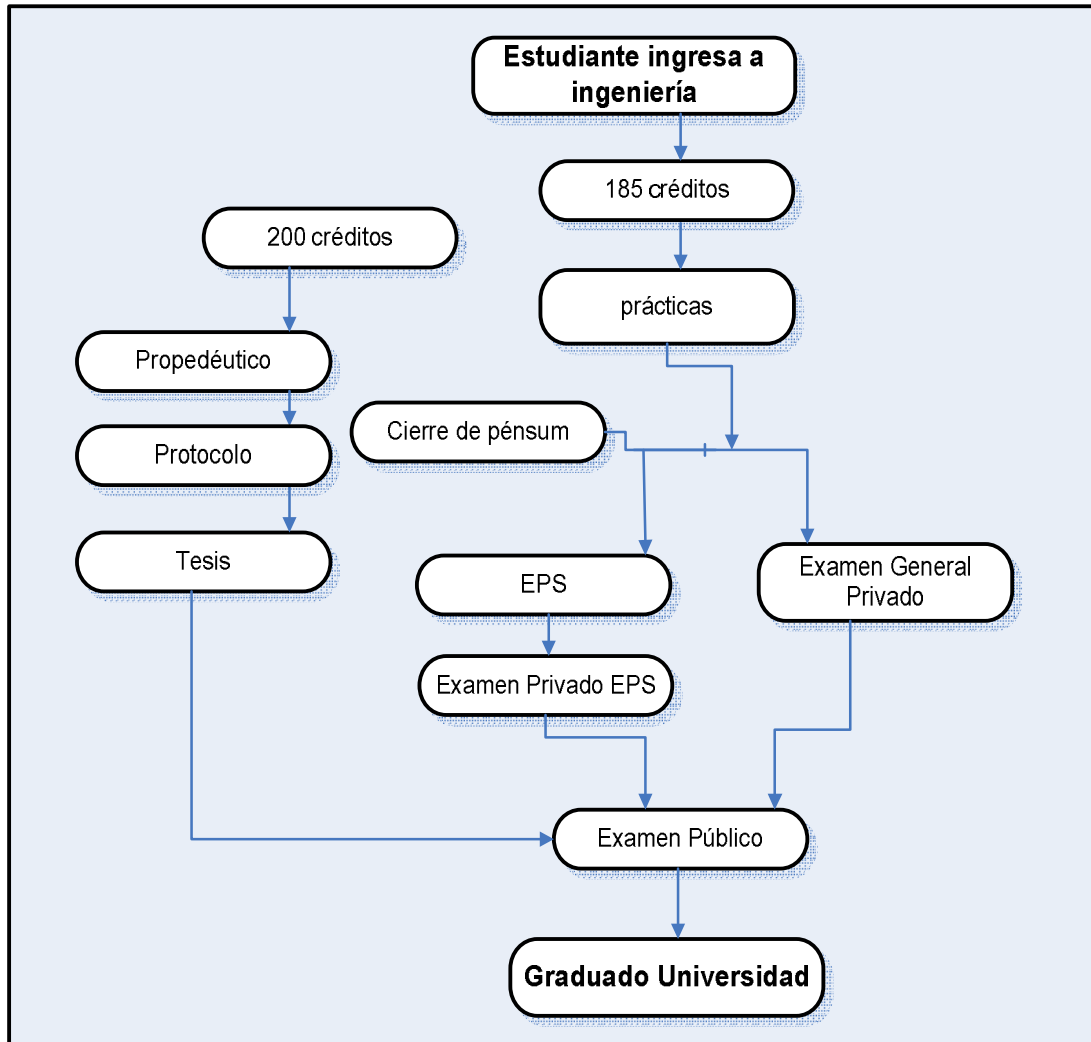 Estudiante ingresa a
ingeniería
185 créditos
200 créditos
prácticas
Propedéutico
Cierre de pénsum
Protocolo
Tesis
EPS
Examen General
Privado
Examen Privado EPS
Examen Público
Graduado Universidad